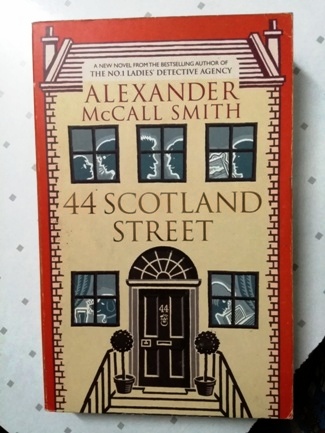 A NEW NOVEL FROM THE BESTSELLING AUTHOR OF
THE NO.1 LADIES' DETECTIVE AGENCY
ALEXANDER
MCCALL SMITH
44 SCOTLAND
STREET
44